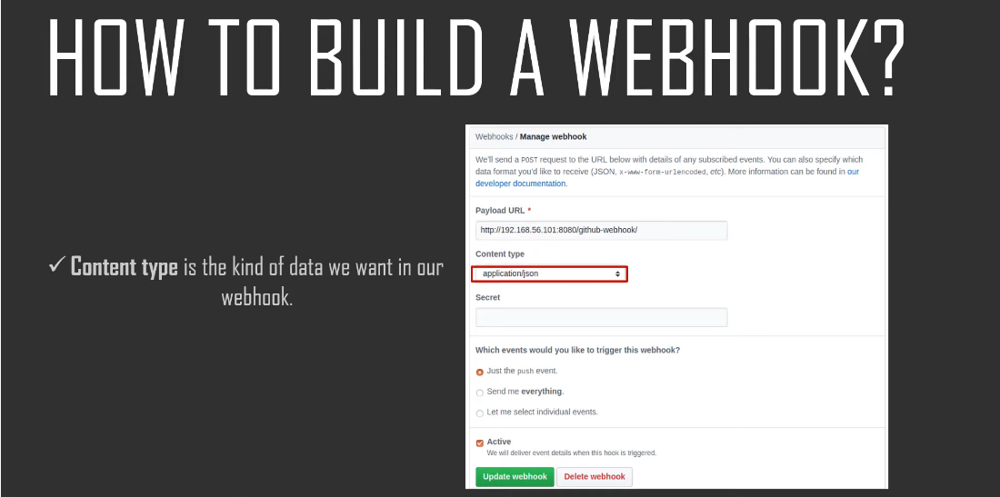 HOW TO BUILD A WEBHOOK?
✓ Content type is the kind of data we want in our
webhook.
Webhooks / Manage webhook
We'll send a POST request to the URL below with details of any subscribed events. You can also specify which
data format you'd like to receive (JSON, x-www-form-urlencoded, etc). More information can be found in our
developer documentation.
Payload URL *
http://192.168.56.101:8080/github-webhook/
Content type
application/json
Secret
Which events would you like to trigger this webhook?
Just the push event.
Send me everything.
Let me select individual events.
Active
We will deliver event details when this hook is triggered.
Update webhook Delete webhook